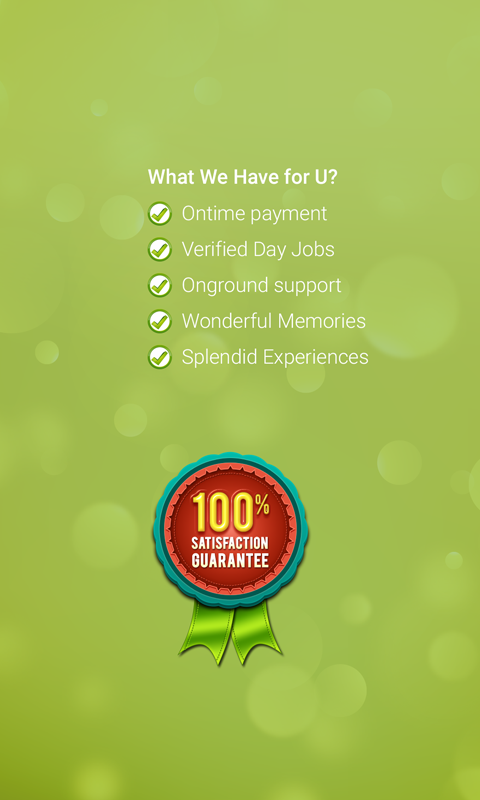 What We Have for U?
Ontime payment
Verified Day Jobs
Onground support
Wonderful Memories
Splendid Experiences
100%
SATISFACTION
GUARANTEE